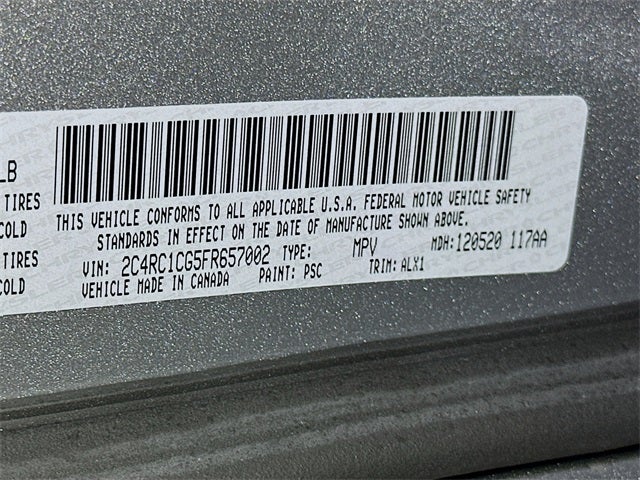 LB
TIRES
COLD
TIRES
COLD
THIS VEHICLE CONFORMS TO ALL APPLICABLE U.S.A. FEDERAL MOTOR VEHICLE SAFETY
STANDARDS IN EFFECT ON THE DATE OF MANUFACTURE SHOWN ABOVE.
VIN: 2C4RC1CG5FR657002 TYPE: MPV MDH:120520 117AA
VEHICLE MADE IN CANADA PAINT: PSC TRIM: ALX1